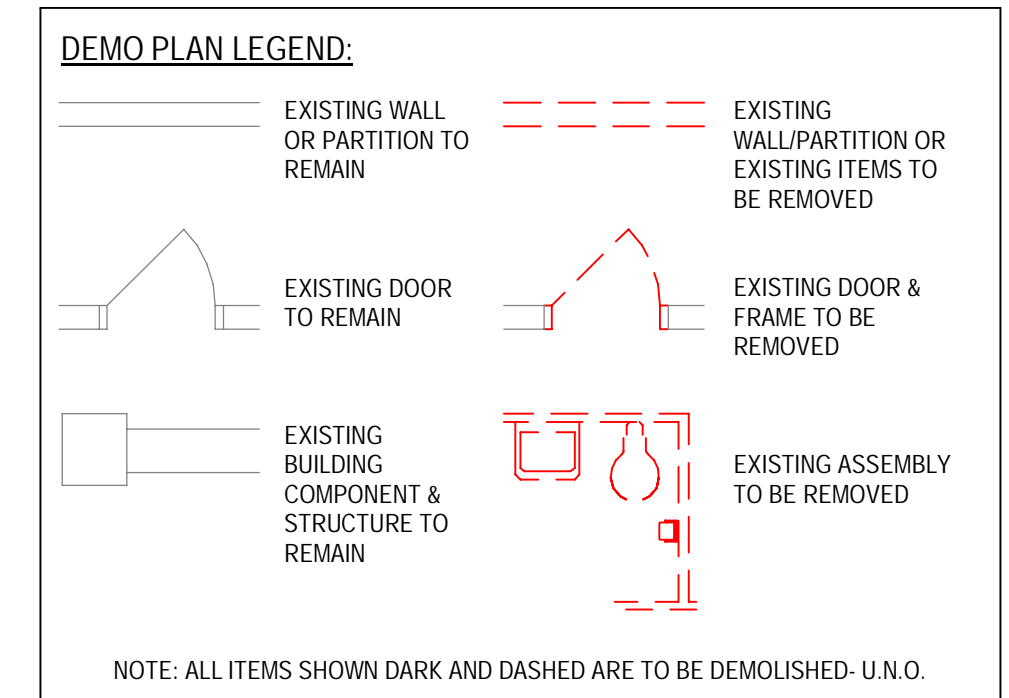 DEMO PLAN LEGEND:
EXISTING WALL
OR PARTITION TO
REMAIN
EXISTING
WALL/PARTITION OR
EXISTING ITEMS TO
BE REMOVED
EXISTING DOOR
TO REMAIN
EXISTING DOOR &
FRAME TO BE
REMOVED
EXISTING
BUILDING
COMPONENT &
STRUCTURE TO
REMAIN
EXISTING ASSEMBLY
TO BE REMOVED
NOTE: ALL ITEMS SHOWN DARK AND DASHED ARE TO BE DEMOLISHED- U.N.O.